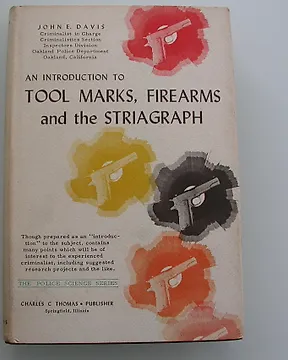 JOHN E. DAVIS
Criminalist in Charge
Criminalistics Section
Inspectors Division
Oakland Police Department
Oakland, California
AN INTRODUCTION TO
TOOL MARKS, FIREARMS
and the STRIAGRAPH
Though prepared as an "introduc-
tion" to the subject, contains
many points which will be of
interest to the experienced
criminalist, including suggested
research projects and the like.
THE POLICE SCIENCE SERIES
CHARLES C THOMAS • PUBLISHER
Springfield, Illinois